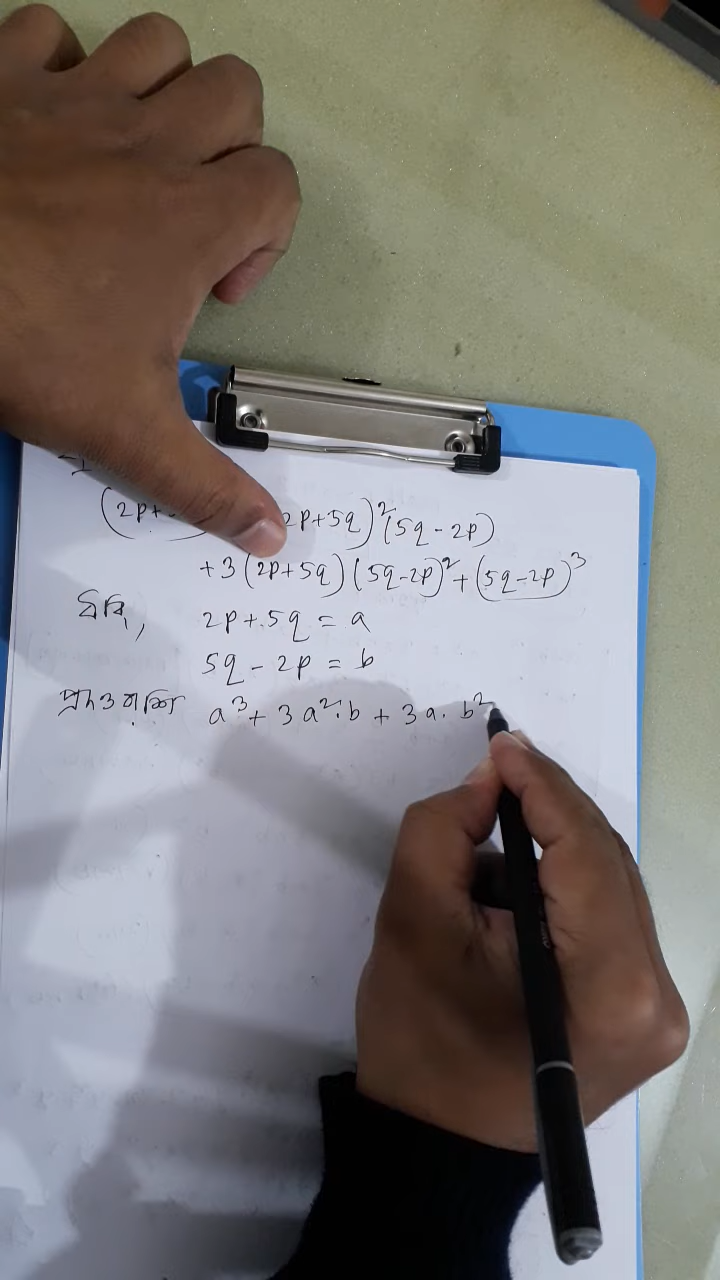 (2p+ 2p+5q)²(5q-2p)
+3(2p+5q)(5q-2p)²+(5q-2p)³
ধরি, 2p+5q = a
5q-2p = b
প্রদত্ত রাশি a³+3a².b+3a.b²